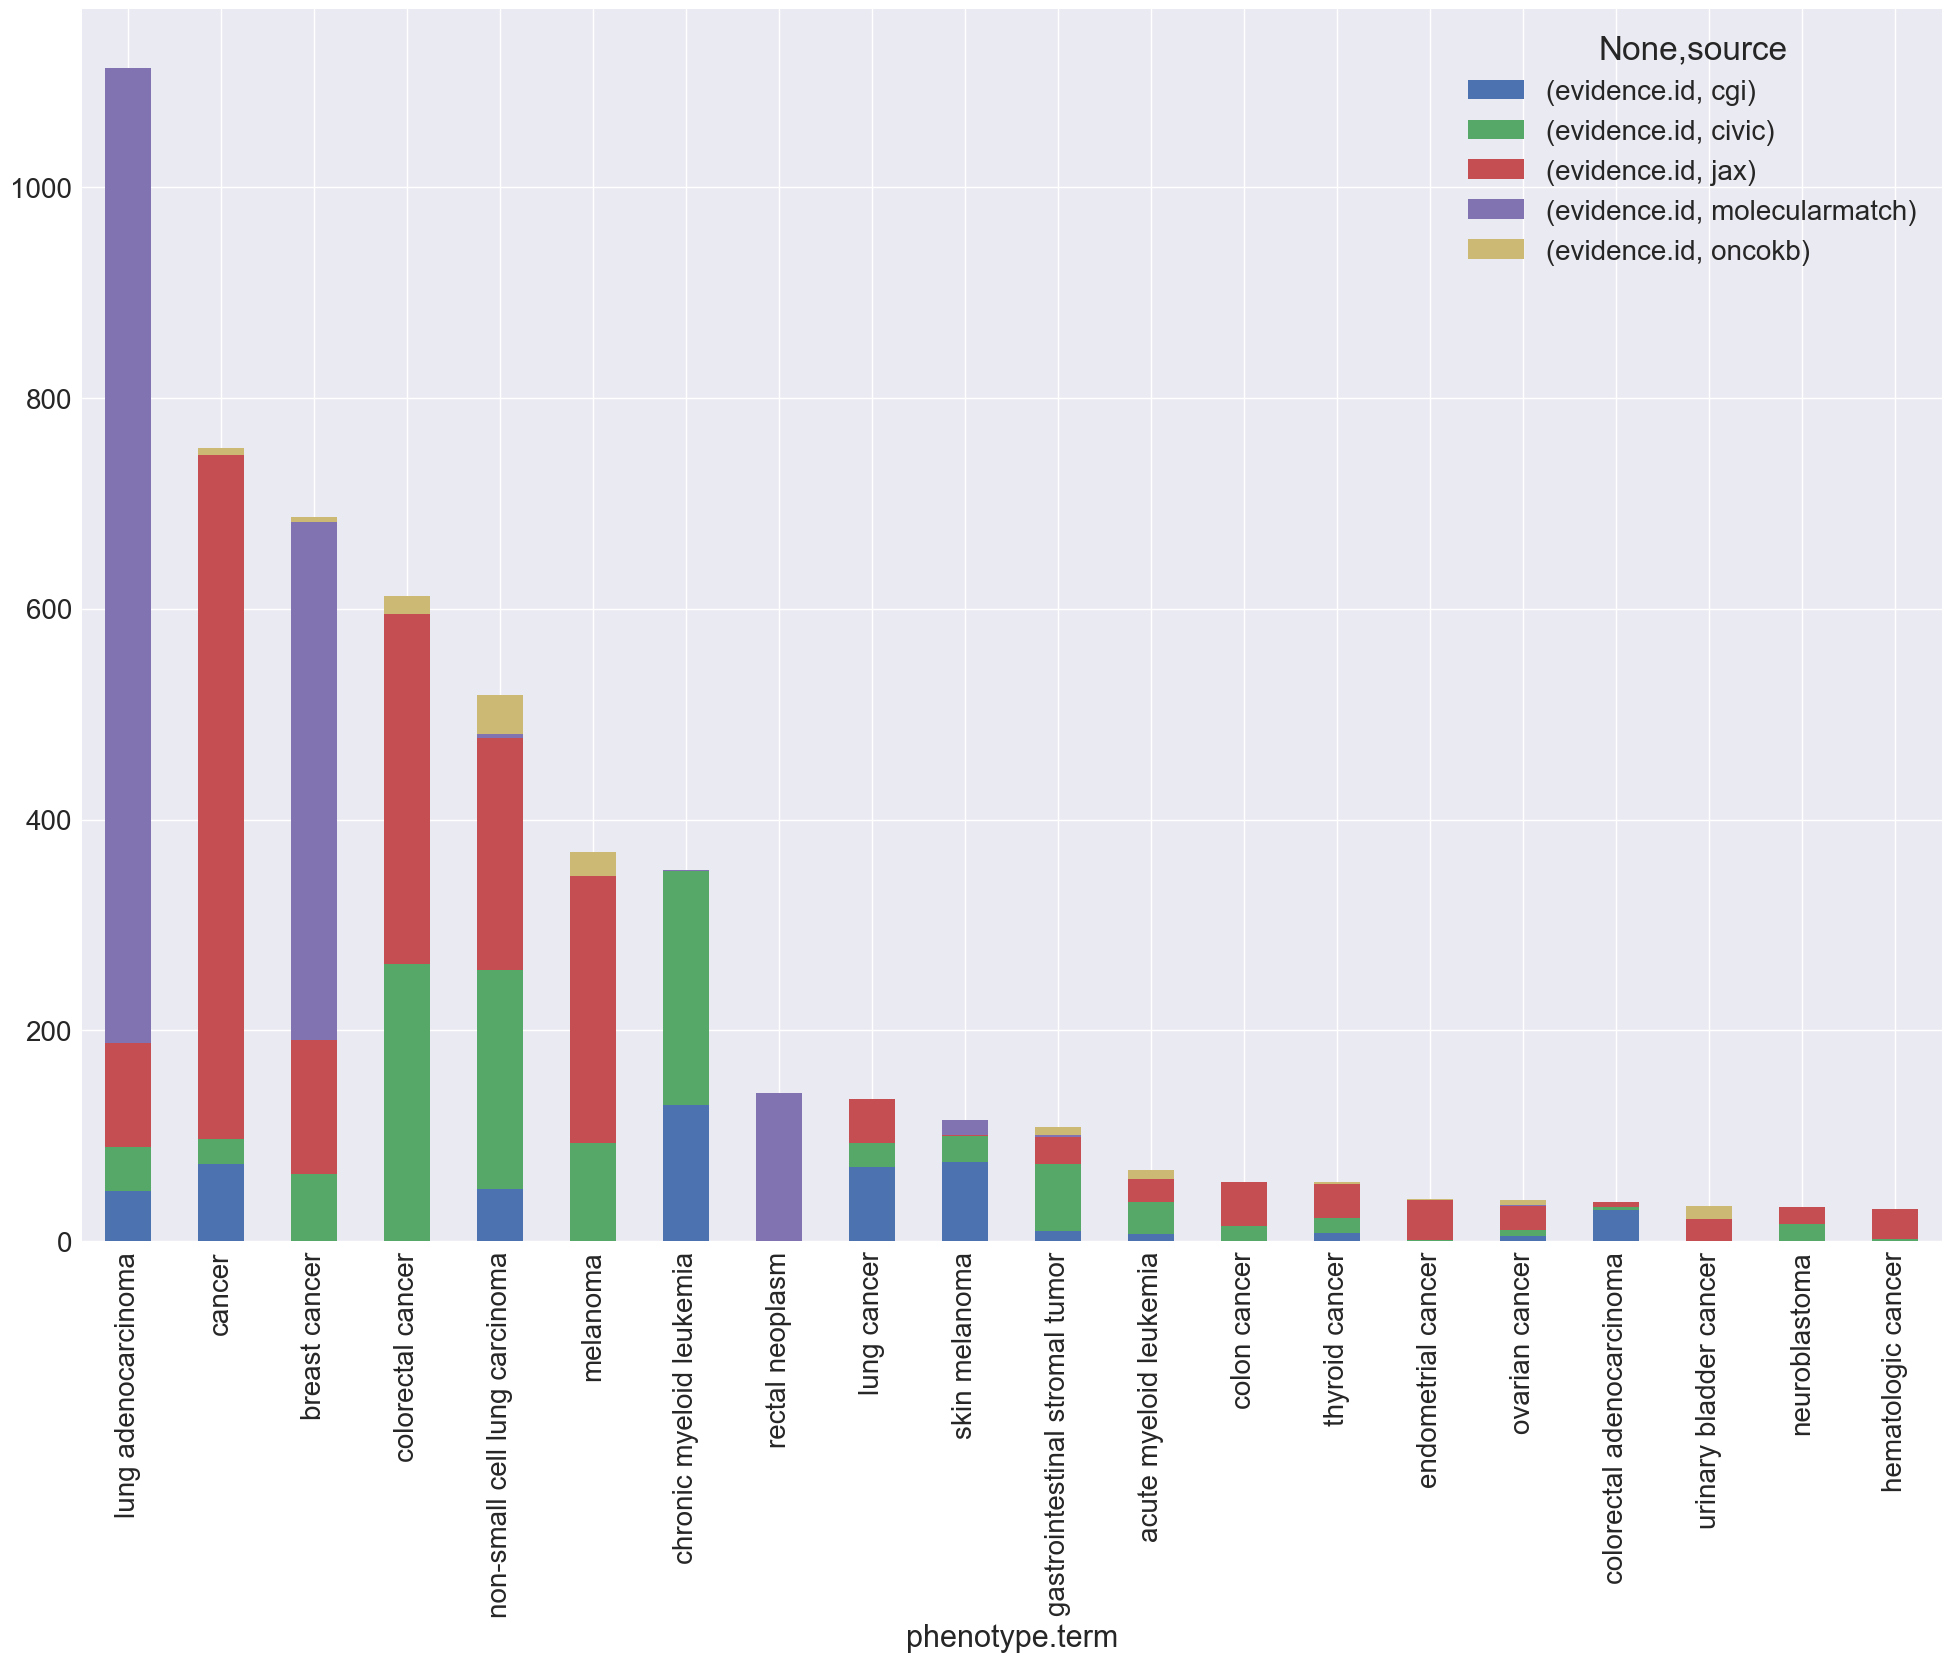 None,source
(evidence.id, cgi)
(evidence.id, civic)
(evidence.id, jax)
(evidence.id, molecularmatch)
(evidence.id, oncokb)
1000
800
600
400
200
0
lung adenocarcinoma
cancer
breast cancer
colorectal cancer
non-small cell lung carcinoma
melanoma
chronic myeloid leukemia
rectal neoplasm
lung cancer
skin melanoma
gastrointestinal stromal tumor
acute myeloid leukemia
colon cancer
thyroid cancer
endometrial cancer
ovarian cancer
colorectal adenocarcinoma
urinary bladder cancer
neuroblastoma
hematologic cancer
phenotype.term